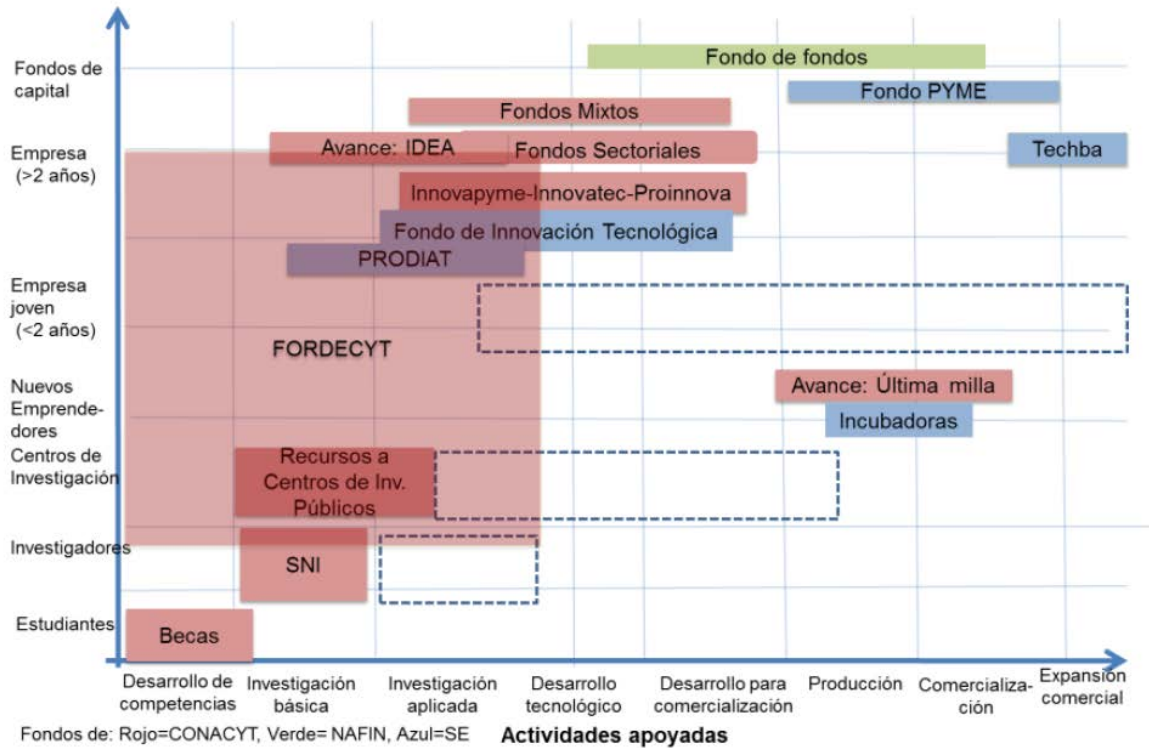 Fondo de fondos
Fondos de
capital
Fondo PYME
Fondos Mixtos
Empresa
(>2 años)
Avance: IDEA
Fondos Sectoriales
Techba
Innovapyme-Innovatec-Proinnova
Fondo de Innovación Tecnológica
PRODIAT
Empresa
joven
(<2 años)
FORDECYT
Nuevos
Emprende-
dores
Avance: Última milla
Incubadoras
Centros de
Investigación
Recursos a
Centros de Inv.
Públicos
Investigadores
SNI
Estudiantes
Becas
Desarrollo de
competencias
Investigación
básica
Investigación
aplicada
Desarrollo
tecnológico
Desarrollo para
comercialización
Producción
Comercializa-
ción
Expansión
comercial
Fondos de: Rojo=CONACYT, Verde= NAFIN, Azul=SE
Actividades apoyadas